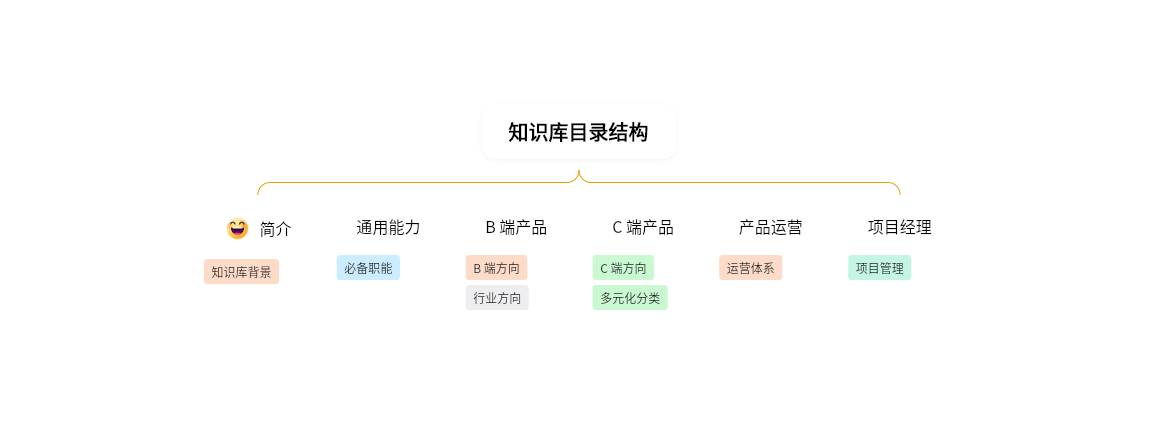 知识库目录结构
简介
通用能力
B 端产品
C 端产品
产品运营
项目经理
知识库背景
必备职能
B 端方向
C 端方向
运营体系
项目管理
行业方向
多元化分类